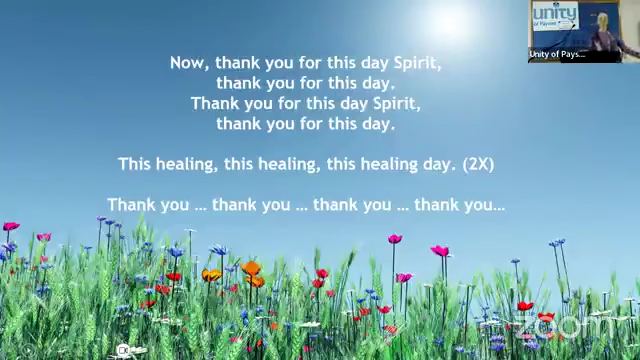 Now, thank you for this day Spirit,
thank you for this day.
Thank you for this day Spirit,
thank you for this day.
This healing, this healing, this healing day. (2X)
Thank you ... thank you ... thank you ... thank you...
unity
of Payson
Unity of Pays...
zoom